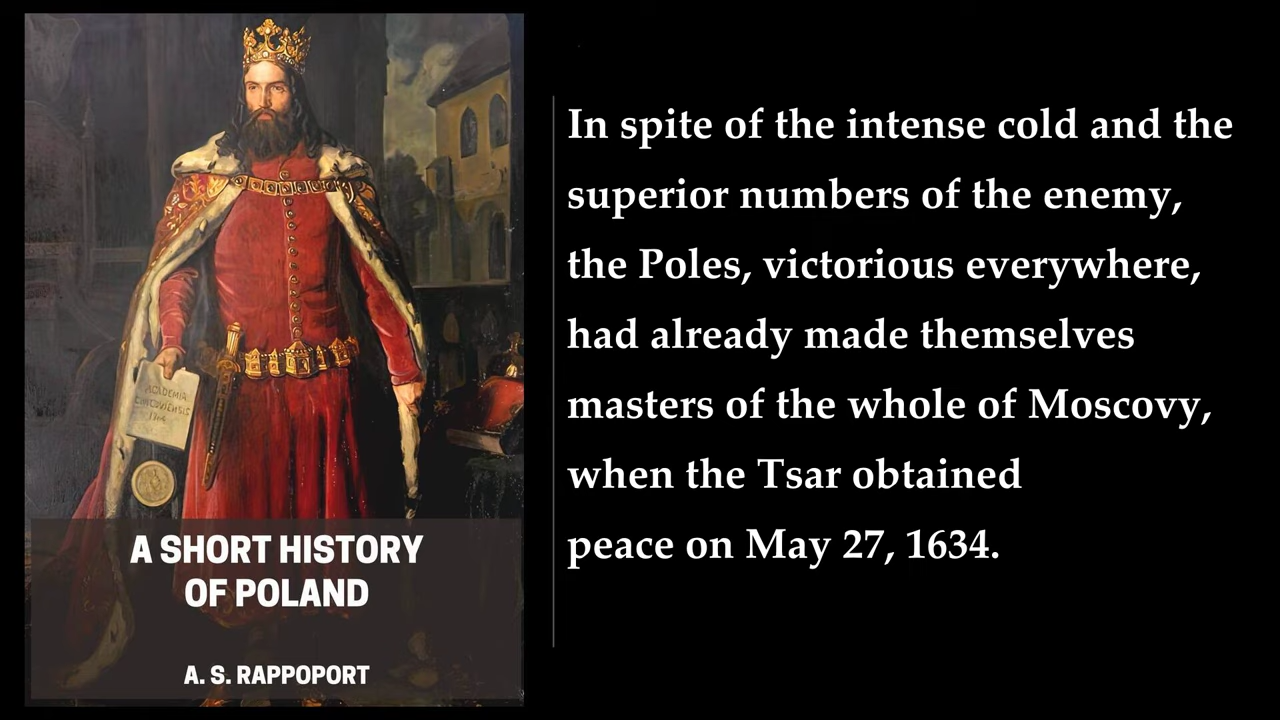 ACADEMIA
CRACOVIENSIS
A SHORT HISTORY
OF POLAND
A. S. RAPPOPORT
In spite of the intense cold and the
superior numbers of the enemy,
the Poles, victorious everywhere,
had already made themselves
masters of the whole of Moscovy,
when the Tsar obtained
peace on May 27, 1634.